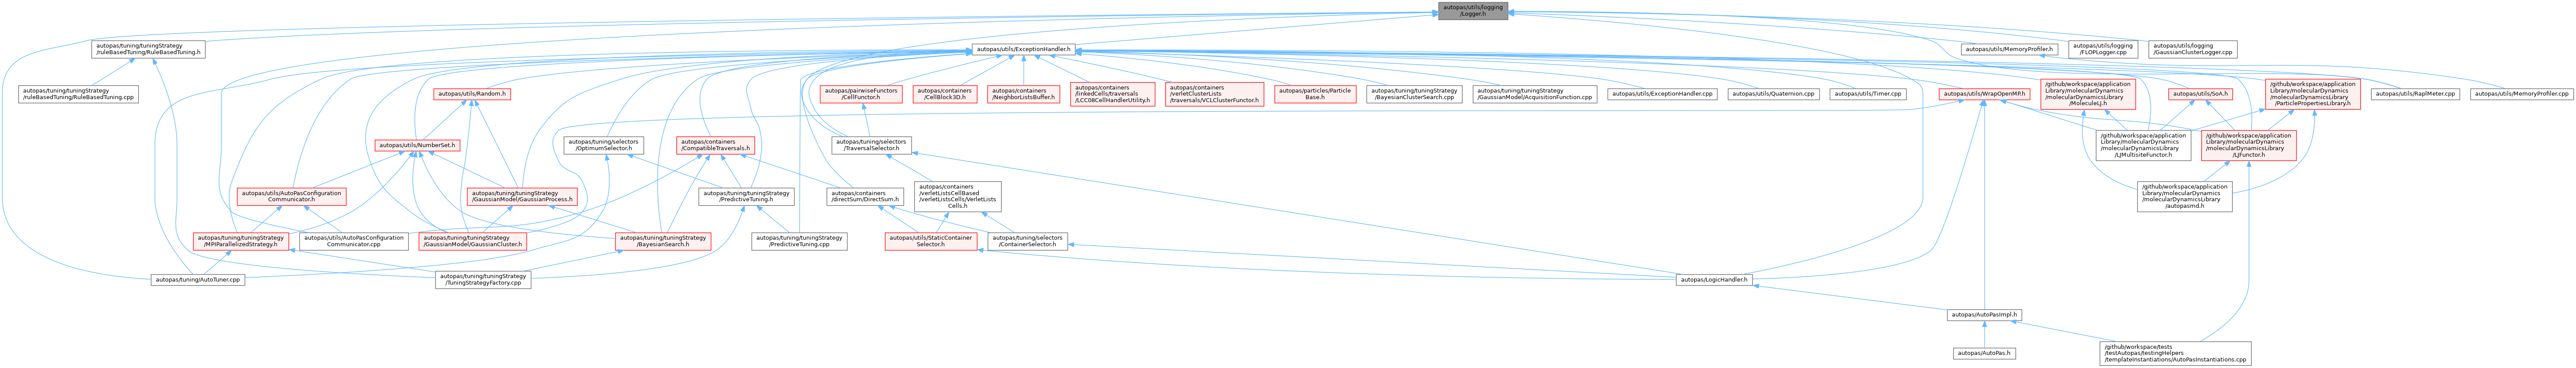 autopas/utils/logging
/Logger.h
autopas/tuning/tuningStrategy
/ruleBasedTuning/RuleBasedTuning.h
autopas/utils/ExceptionHandler.h
autopas/utils/MemoryProfiler.h
autopas/utils/logging
/FLOPLogger.cpp
autopas/utils/logging
/GaussianClusterLogger.cpp
autopas/tuning/tuningStrategy
/ruleBasedTuning/RuleBasedTuning.cpp
autopas/utils/Random.h
autopas/pairwiseFunctors
/CellFunctor.h
autopas/containers
/CellBlock3D.h
autopas/containers
/NeighborListsBuffer.h
autopas/containers
/linkedCells/traversals
/LCC08CellHandlerUtility.h
autopas/containers
/verletClusterLists
/traversals/VCLClusterFunctor.h
autopas/particles/Particle
Base.h
autopas/tuning/tuningStrategy
/BayesianClusterSearch.cpp
autopas/tuning/tuningStrategy
/GaussianModel/AcquisitionFunction.cpp
autopas/utils/ExceptionHandler.cpp
autopas/utils/Quaternion.cpp
autopas/utils/Timer.cpp
autopas/utils/WrapOpenMP.h
/github/workspace/application
Library/molecularDynamics
/molecularDynamicsLibrary
/MoleculeLJ.h
autopas/utils/SoA.h
/github/workspace/application
Library/molecularDynamics
/molecularDynamicsLibrary
/ParticlePropertiesLibrary.h
autopas/utils/RaplMeter.cpp
autopas/utils/MemoryProfiler.cpp
autopas/utils/NumberSet.h
autopas/tuning/selectors
/OptimumSelector.h
autopas/containers
/CompatibleTraversals.h
autopas/tuning/selectors
/TraversalSelector.h
/github/workspace/application
Library/molecularDynamics
/molecularDynamicsLibrary
/LJMultisiteFunctor.h
/github/workspace/application
Library/molecularDynamics
/molecularDynamicsLibrary
/LJFunctor.h
autopas/utils/AutoPasConfiguration
Communicator.h
autopas/tuning/tuningStrategy
/GaussianModel/GaussianProcess.h
autopas/tuning/tuningStrategy
/PredictiveTuning.h
autopas/containers
/directSum/DirectSum.h
autopas/containers
/verletListsCellBased
/verletListsCells/VerletLists
Cells.h
/github/workspace/application
Library/molecularDynamics
/molecularDynamicsLibrary
/autopasmd.h
autopas/tuning/tuningStrategy
/MPIParallelizedStrategy.h
autopas/utils/AutoPasConfiguration
Communicator.cpp
autopas/tuning/tuningStrategy
/GaussianModel/GaussianCluster.h
autopas/tuning/tuningStrategy
/BayesianSearch.h
autopas/tuning/tuningStrategy
/PredictiveTuning.cpp
autopas/utils/StaticContainer
Selector.h
autopas/tuning/selectors
/ContainerSelector.h
autopas/tuning/AutoTuner.cpp
autopas/tuning/tuningStrategy
/TuningStrategyFactory.cpp
autopas/LogicHandler.h
autopas/AutoPasImpl.h
autopas/AutoPas.h
/github/workspace/tests
/testAutopas/testingHelpers
/templateInstantiations/AutoPasInstantiations.cpp